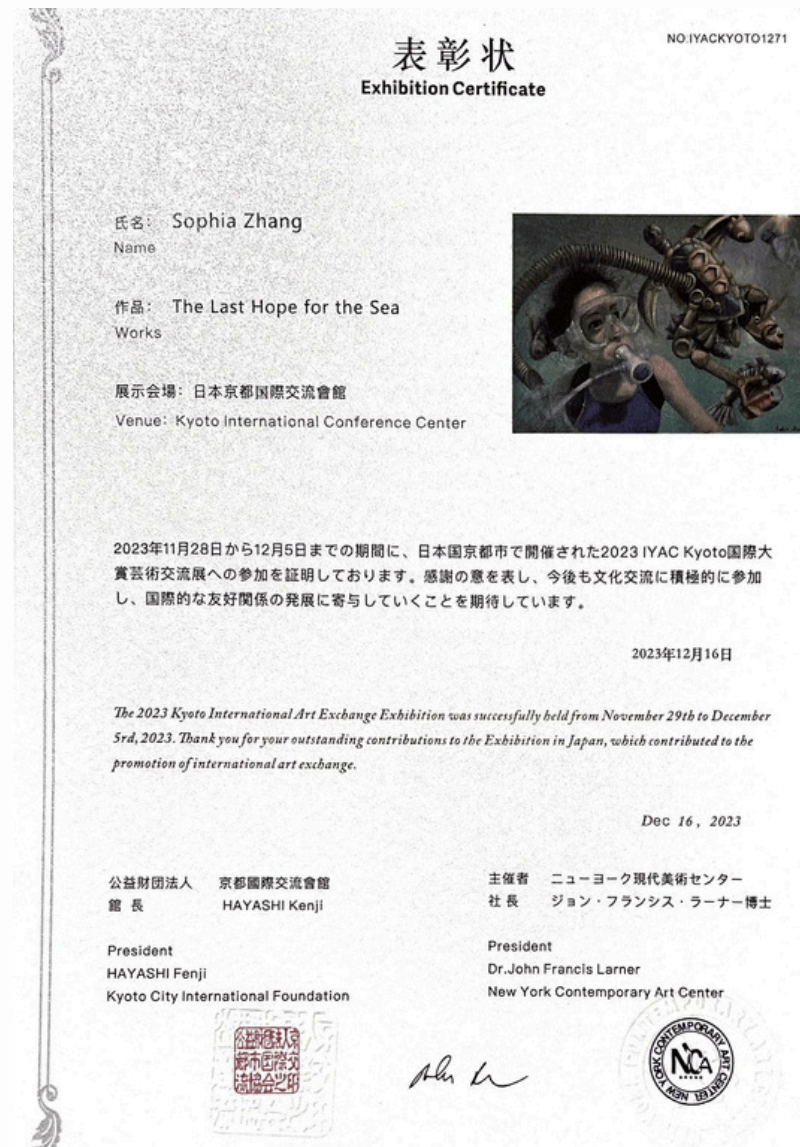 NO:IYACKYOTO1271
表彰状
Exhibition Certificate
氏名： Sophia Zhang
Name
作品： The Last Hope for the Sea
Works
展示会場：日本京都国際交流會館
Venue: Kyoto International Conference Center
2023年11月28日から12月5日までの期間に、日本国京都市で開催された2023 IYAC Kyoto国際大
賞芸術交流展への参加を証明しております。感謝の意を表し、今後も文化交流に積極的に参加
し、国際的な友好関係の発展に寄与していくことを期待しています。
2023年12月16日
The 2023 Kyoto International Art Exchange Exhibition was successfully held from November 29th to December
5rd, 2023. Thank you for your outstanding contributions to the Exhibition in Japan, which contributed to the
promotion of international art exchange.
Dec 16, 2023
公益財団法人 京都國際交流會館
館 長 HAYASHI Kenji
President
HAYASHI Fenji
Kyoto City International Foundation
主催者 ニューヨーク現代美術センター
社 長 ジョン・フランシス・ラーナー博士
President
Dr.John Francis Larner
New York Contemporary Art Center
NEW YORK CONTEMPORARY ART CENTER
NCA